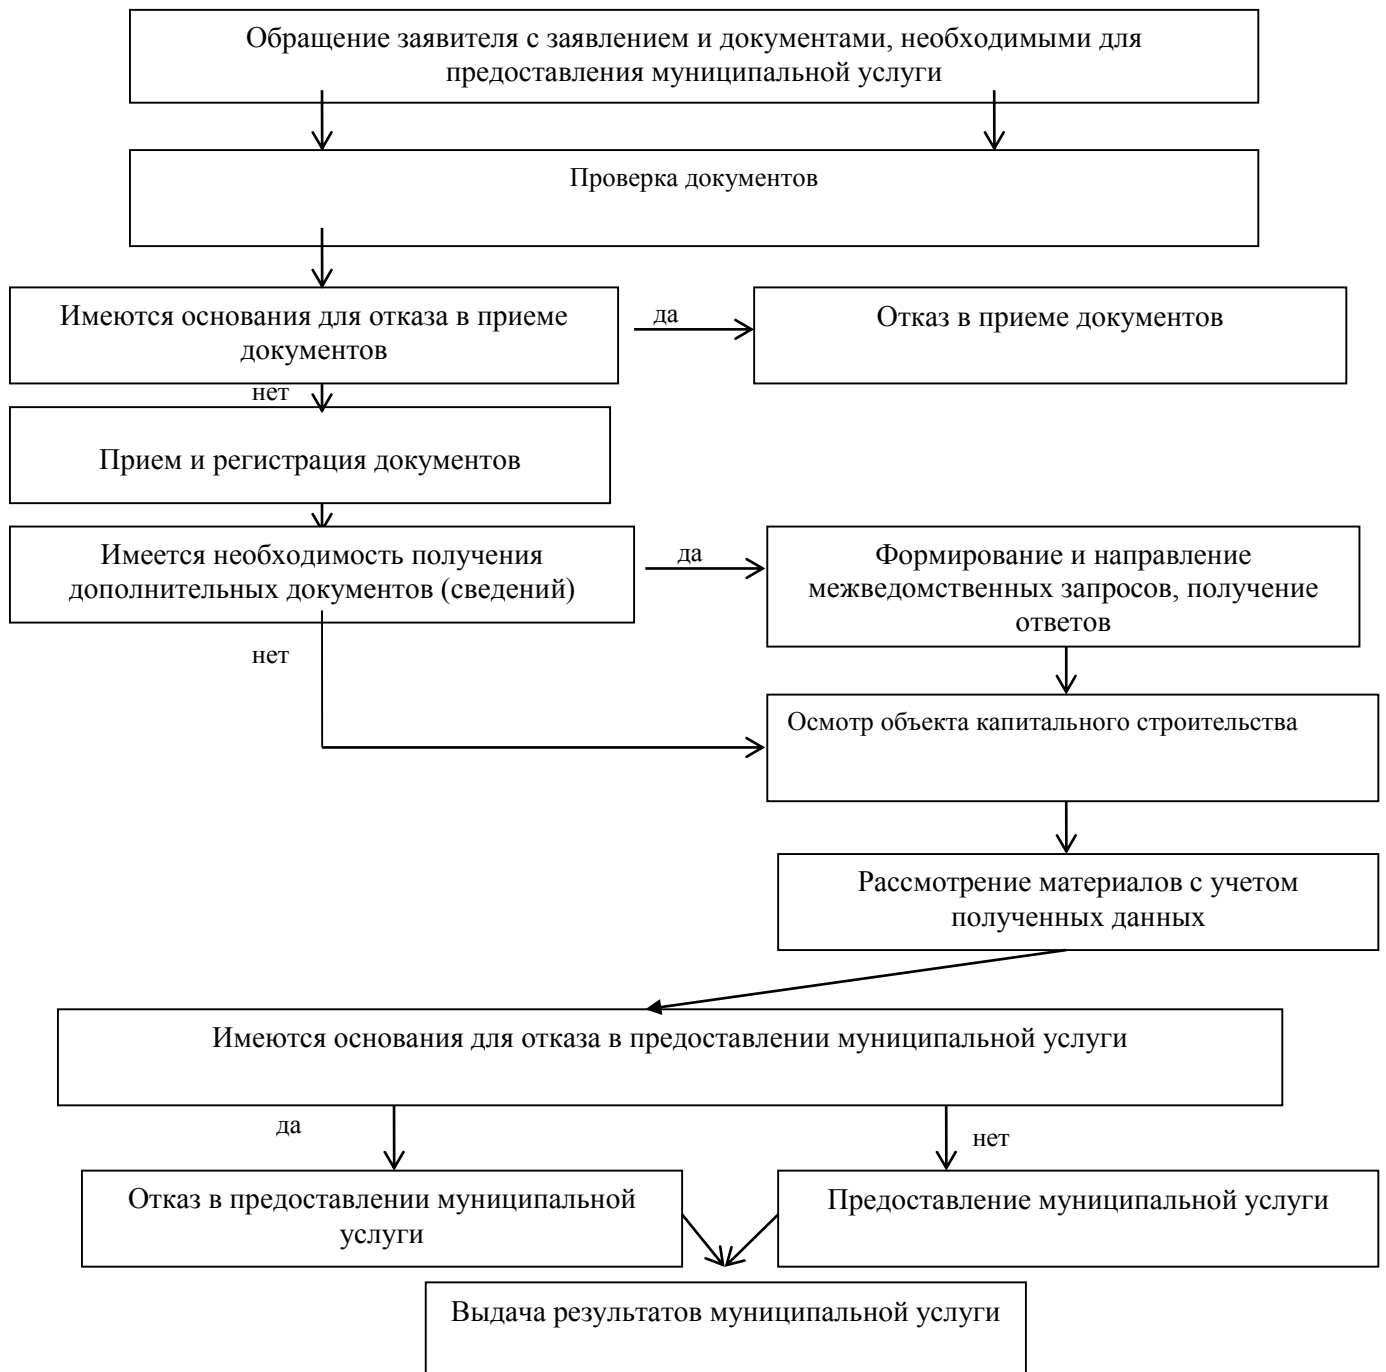 Обращение заявителя с заявлением и документами, необходимыми для
предоставления муниципальной услуги
Проверка документов
Имеются основания для отказа в приеме
документов
да
Отказ в приеме документов
нет
Прием и регистрация документов
Имеется необходимость получения
дополнительных документов (сведений)
да
Формирование и направление
межведомственных запросов, получение
ответов
нет
Осмотр объекта капитального строительства
Рассмотрение материалов с учетом
полученных данных
Имеются основания для отказа в предоставлении муниципальной услуги
да
нет
Отказ в предоставлении муниципальной
услуги
Предоставление муниципальной услуги
Выдача результатов муниципальной услуги